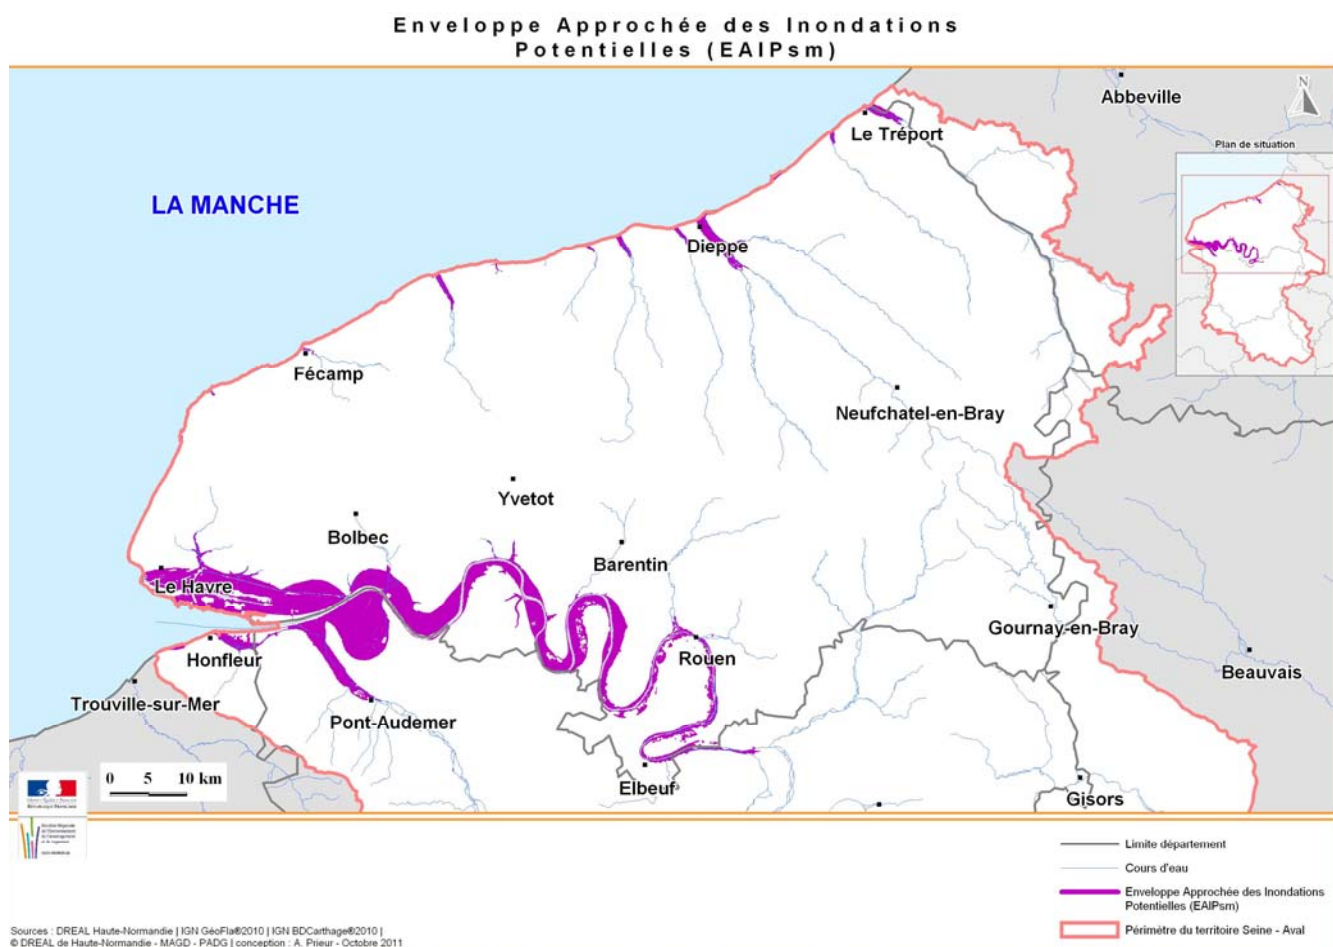 Enveloppe Approchée des Inondations
Potentielles (EAIPsm)
Abbeville
N
Le Tréport
Plan de situation
LA MANCHE
Dieppe
Fécamp
Neufchatel-en-Bray
Yvetot
Bolbec
Barentin
Le Havre
Gournay-en-Bray
Honfleur
Rouen
Beauvais
Trouville-sur-Mer
Pont-Audemer
0 5 10 km
Elbeuf
Gisors
RÉPUBLIQUE FRANÇAISE
Limite département
Cours d'eau
Enveloppe Approchée des Inondations
Potentielles (EAIPsm)
Périmètre du territoire Seine - Aval
Sources : DREAL Haute-Normandie | IGN GéoFla®2010 | IGN BDCarthage®2010 |
© DREAL de Haute-Normandie - MAGD - PADG | conception : A. Prieur - Octobre 2011